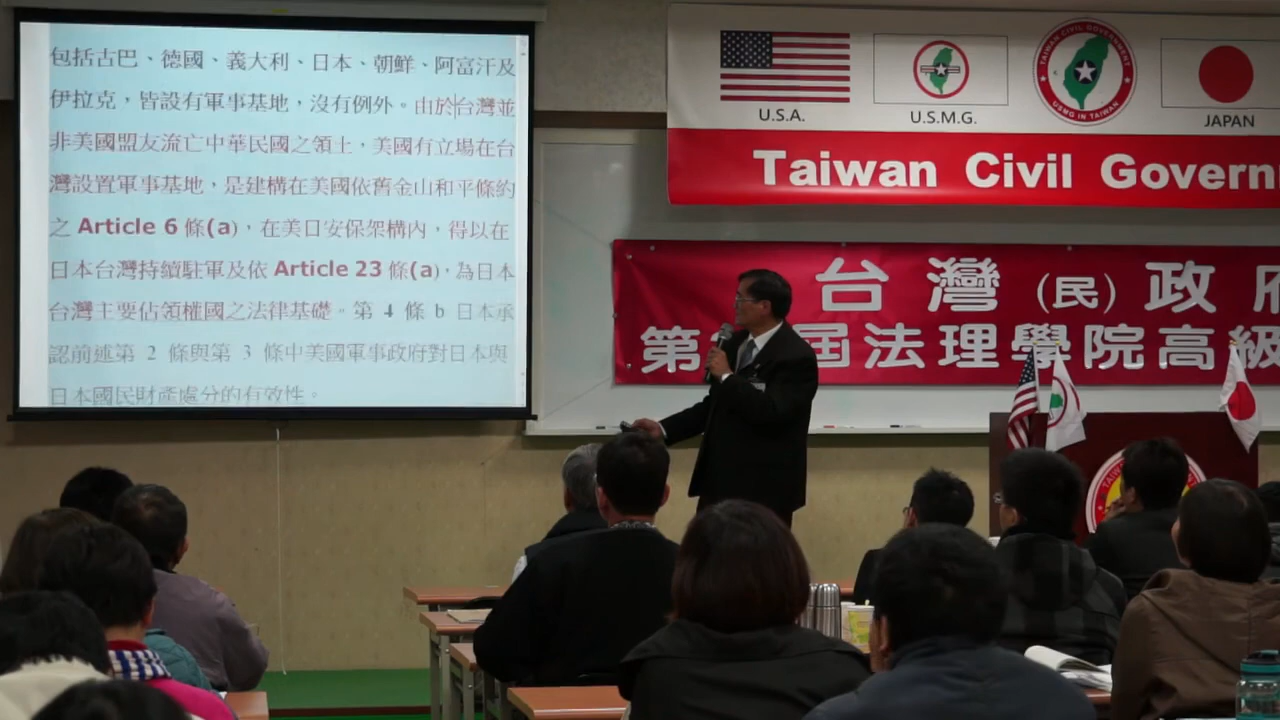 包括古巴、德國、義大利、日本、朝鮮、阿富汗及
伊拉克，皆設有軍事基地，沒有例外。由於台灣並
非美國盟友流亡中華民國之領土，美國有立場在台
灣設置軍事基地，是建構在美國依舊金山和平條約
之 Article 6 條(a)，在美日安保架構內，得以在
日本台灣持續駐軍及依 Article 23 條(a)，為日本
台灣主要佔領權國之法律基礎。第 4 條 b 日本承
認前述第 2 條與第 3 條中美國軍事政府對日本與
日本國民財產處分的有效性。
U.S.A.
U.S.M.G.
TAIWAN CIVIL GOVERNMENT
USMG IN TAIWAN
JAPAN
Taiwan Civil Govern
台灣(民)政府
第 屆法理學院高級